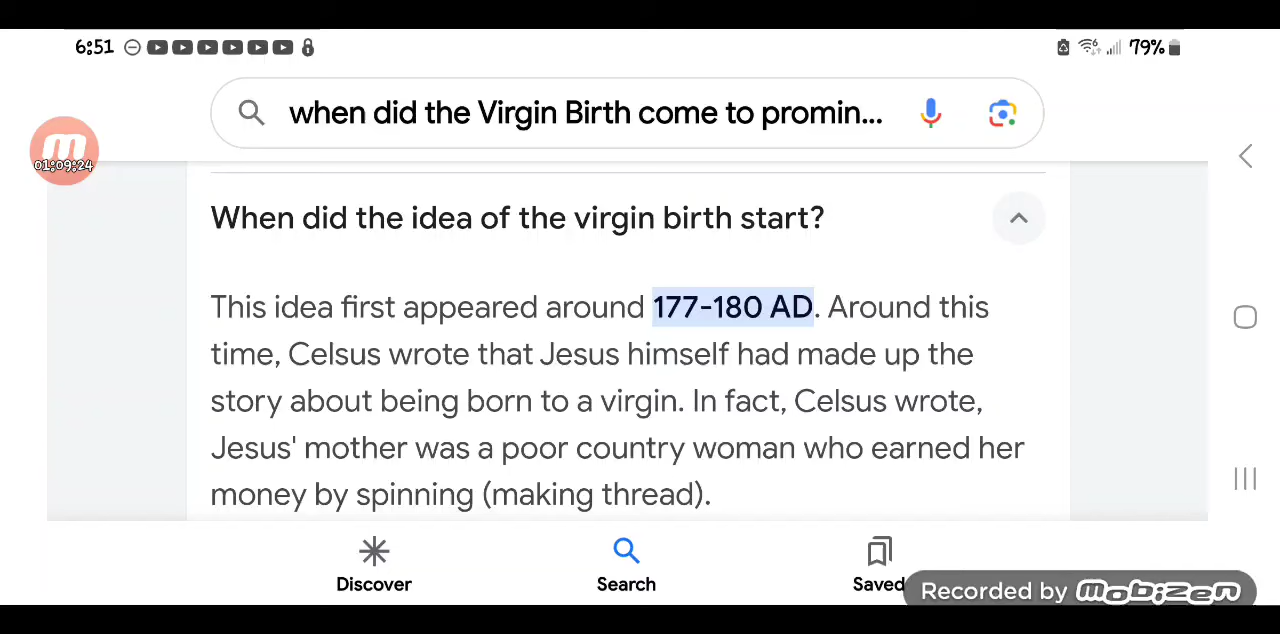 6:51 79%
when did the Virgin Birth come to promin...
01:09:24
When did the idea of the virgin birth start?
This idea first appeared around 177-180 AD. Around this
time, Celsus wrote that Jesus himself had made up the
story about being born to a virgin. In fact, Celsus wrote,
Jesus' mother was a poor country woman who earned her
money by spinning (making thread).
Discover Search Saved
Recorded by mobizen